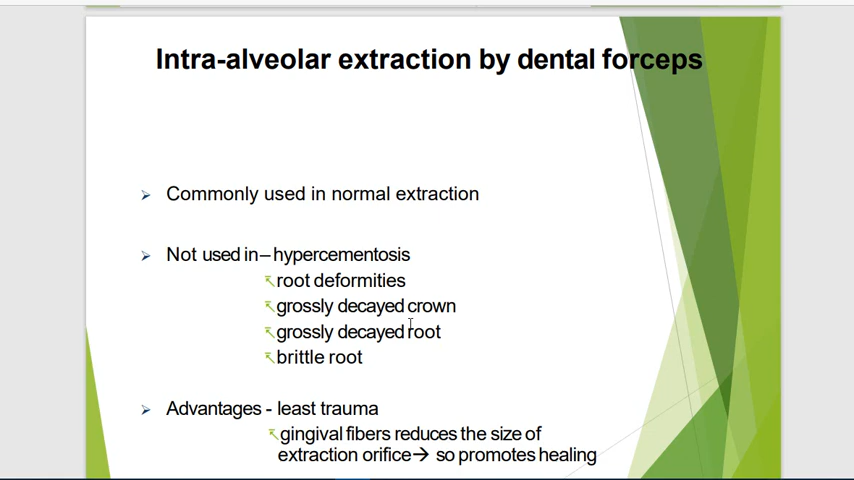 Intra-alveolar extraction by dental forceps
➢ Commonly used in normal extraction
➢ Not used in – hypercementosis
root deformities
grossly decayed crown
grossly decayed root
brittle root
➢ Advantages - least trauma
gingival fibers reduces the size of
extraction orifice→ so promotes healing